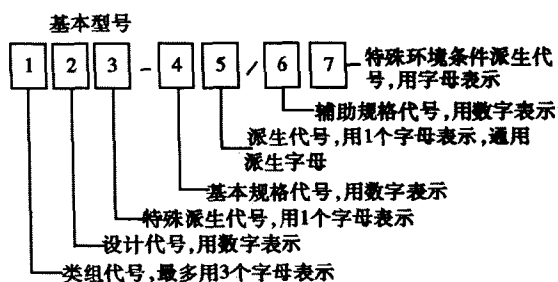 基本型号
1 2 3 - 4 5 / 6 7
特殊环境条件派生代
号,用字母表示
辅助规格代号,用数字表示
派生代号,用1个字母表示,通用
派生字母
基本规格代号,用数字表示
特殊派生代号,用1个字母表示
设计代号,用数字表示
类组代号,最多用3个字母表示